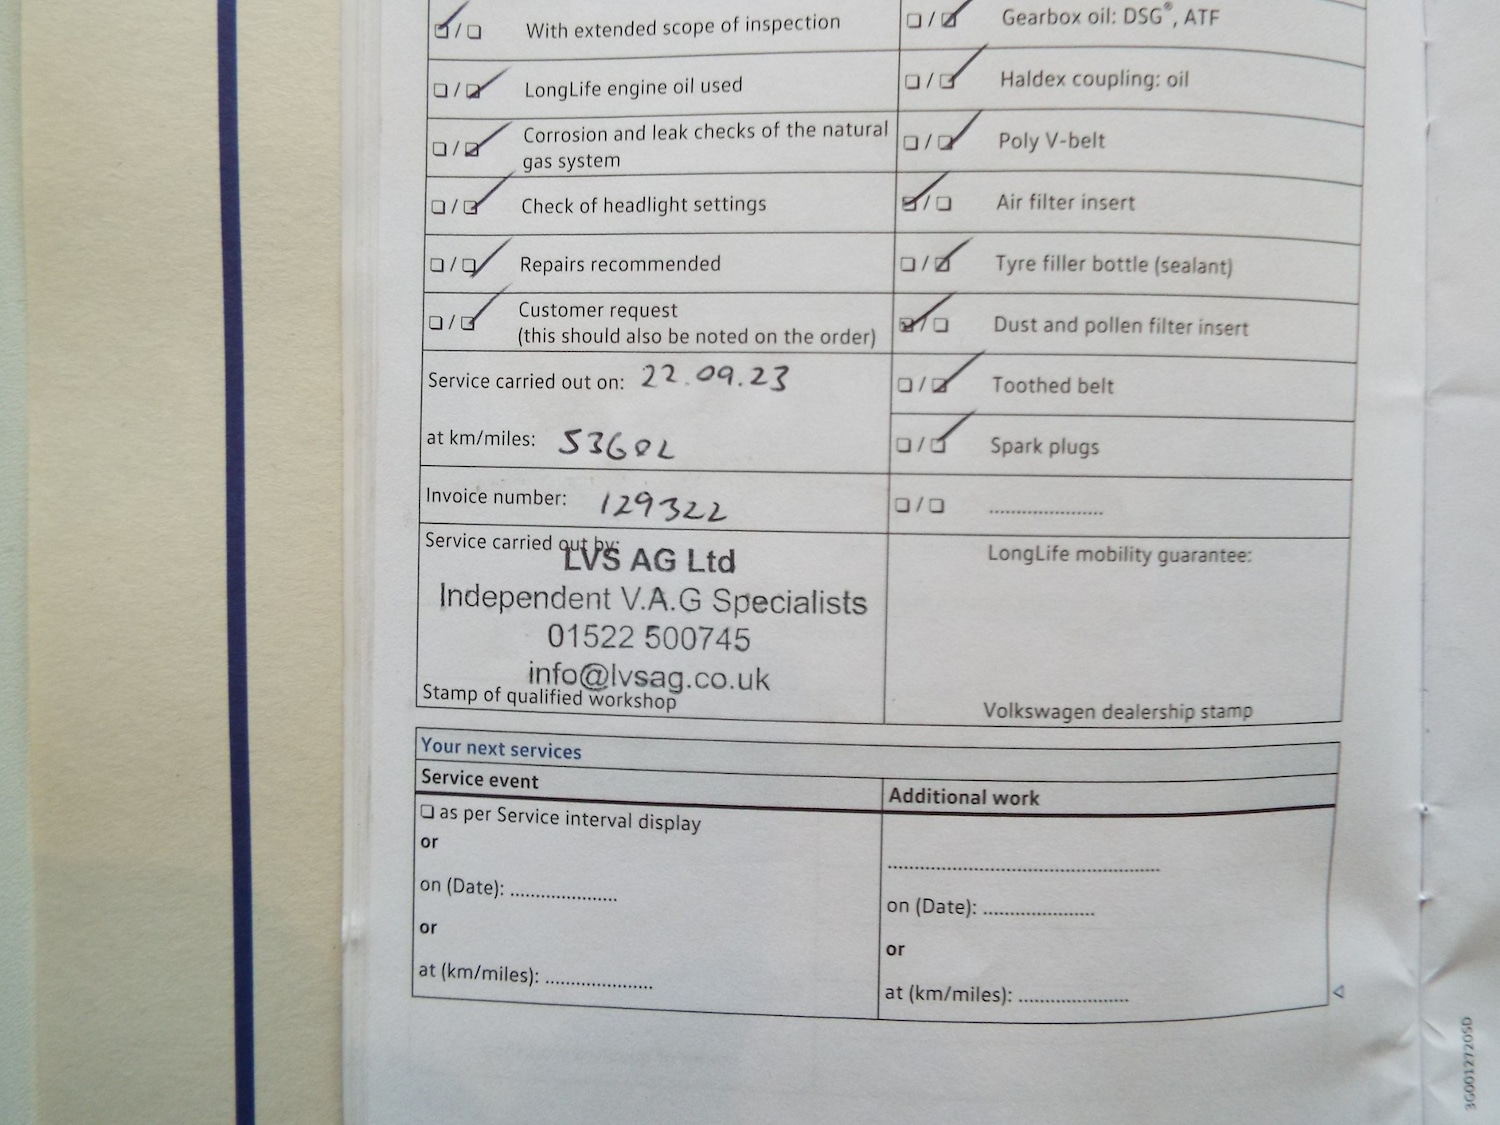 With extended scope of inspection
LongLife engine oil used
Corrosion and leak checks of the natural
gas system
Check of headlight settings
Repairs recommended
Customer request
(this should also be noted on the order)
Service carried out on: 22.09.23
at km/miles: 53602
Invoice number: 129322
Service carried out by:
LVS AG Ltd
Independent V.A.G Specialists
01522 500745
info@lvsag.co.uk
Stamp of qualified workshop
Gearbox oil: DSG®, ATF
Haldex coupling: oil
Poly V-belt
Air filter insert
Tyre filler bottle (sealant)
Dust and pollen filter insert
Toothed belt
Spark plugs
LongLife mobility guarantee:
Volkswagen dealership stamp
Your next services
Service event
as per Service interval display
or
on (Date): ....................
or
at (km/miles): ....................
Additional work
on (Date): ....................
or
at (km/miles): ....................
3G0012720SD